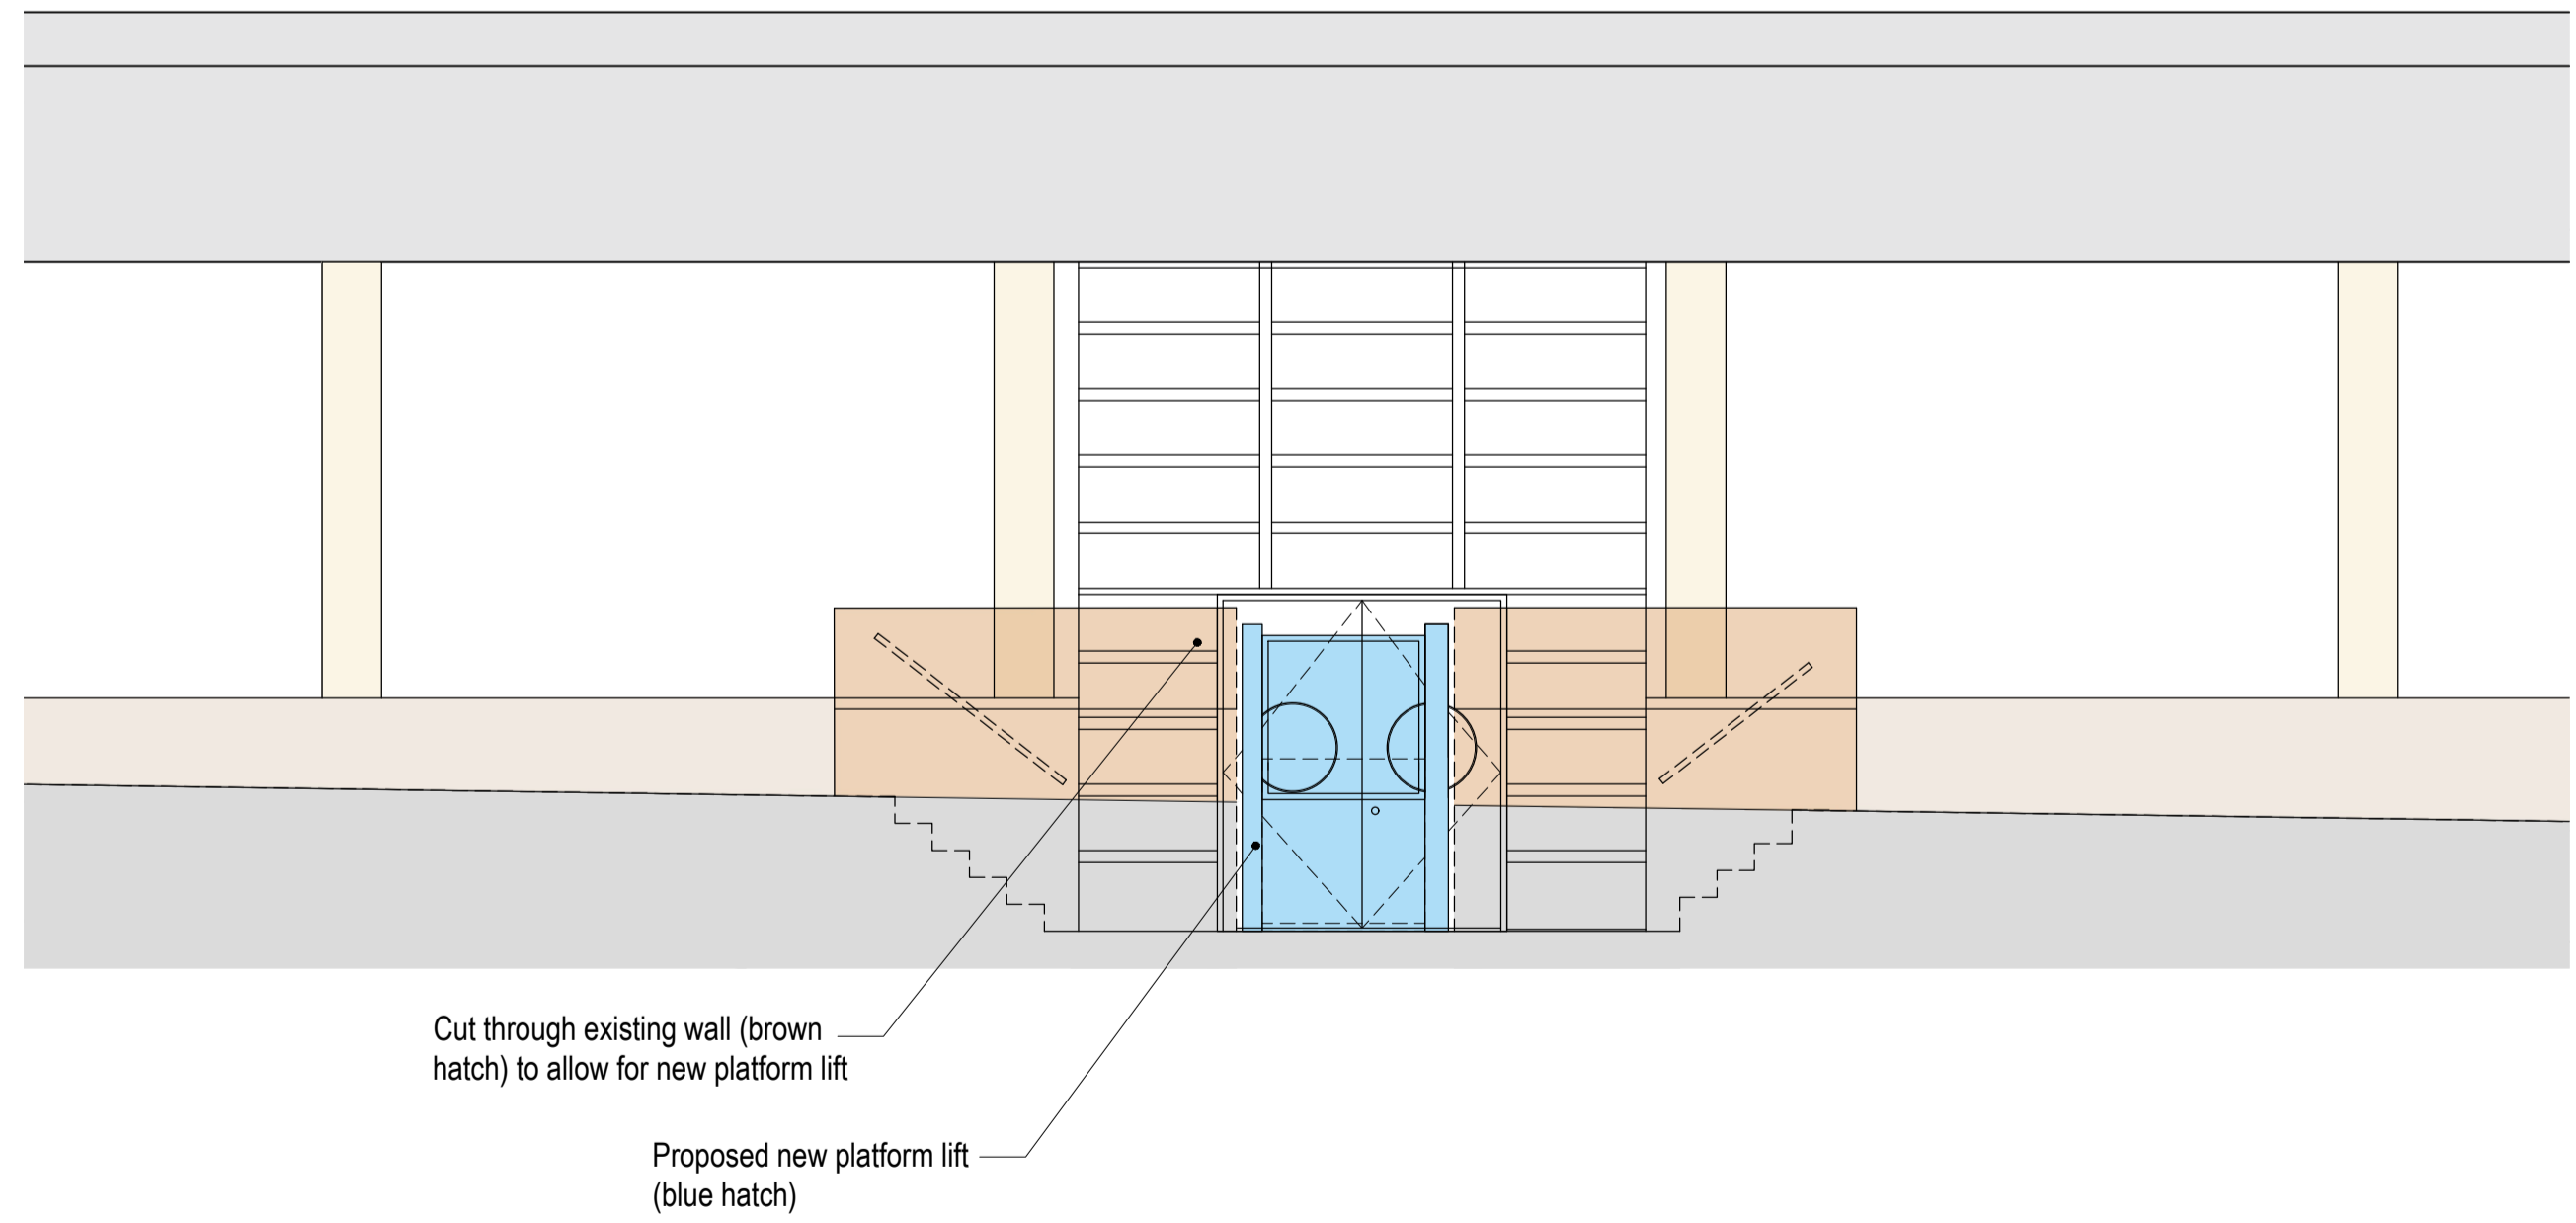 Cut through existing wall (brown
hatch) to allow for new platform lift
Proposed new platform lift
(blue hatch)